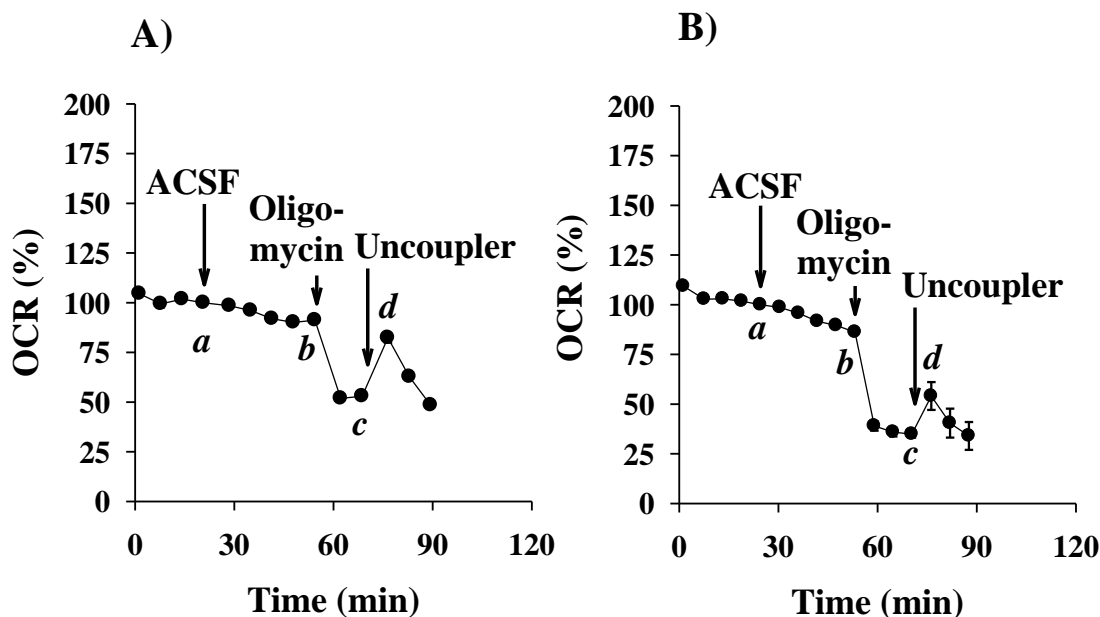 A)
OCR (%)
200
175
150
125
100
75
50
25
0
ACSF
Oligo-
mycin
Uncoupler
a
b
c
d
0 30 60 90 120
Time (min)
B)
OCR (%)
200
175
150
125
100
75
50
25
0
ACSF
Oligo-
mycin
Uncoupler
a
b
c
d
0 30 60 90 120
Time (min)